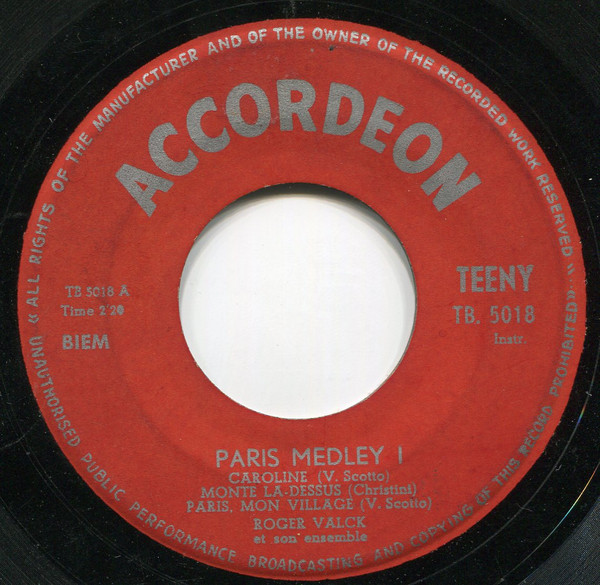 « ALL RIGHTS OF THE MANUFACTURER AND OF THE OWNER OF THE RECORDED WORK RESERVED « UNAUTHORISED PUBLIC PERFORMANCE BROADCASTING AND COPYING OF THIS RECORD PROHIBITED»
ACCORDEON
TB 5018 A
Time 2'20
BIEM
TEENY
TB. 5018
Instr.
PARIS MEDLEY I
CAROLINE (V. Scotto)
MONTE LA-DESSUS (Christini)
PARIS, MON VILLAGE (V. Scotto)
ROGER VALCK
et son ensemble